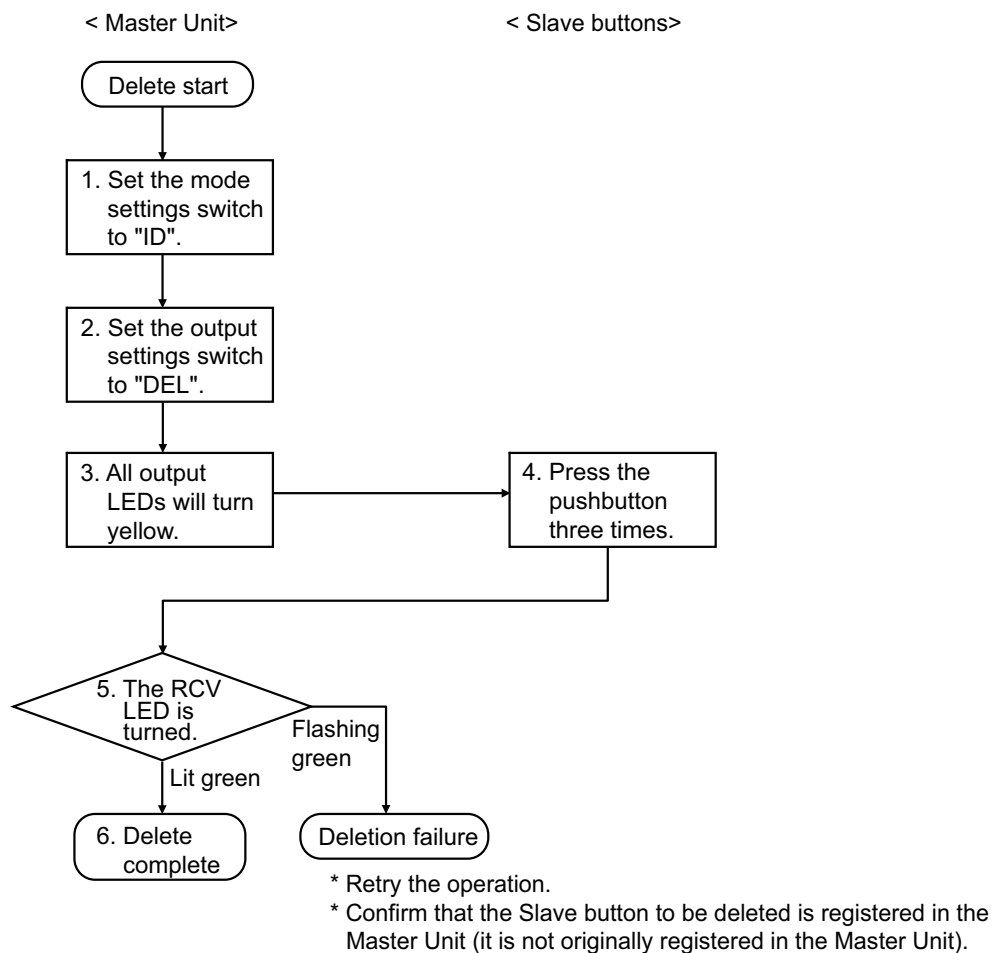 < Master Unit>
< Slave buttons>
Delete start
1. Set the mode
settings switch
to "ID".
2. Set the output
settings switch
to "DEL".
3. All output
LEDs will turn
yellow.
4. Press the
pushbutton
three times.
5. The RCV
LED is
turned.
Flashing
green
Lit green
6. Delete
complete
Deletion failure
* Retry the operation.
* Confirm that the Slave button to be deleted is registered in the
Master Unit (it is not originally registered in the Master Unit).